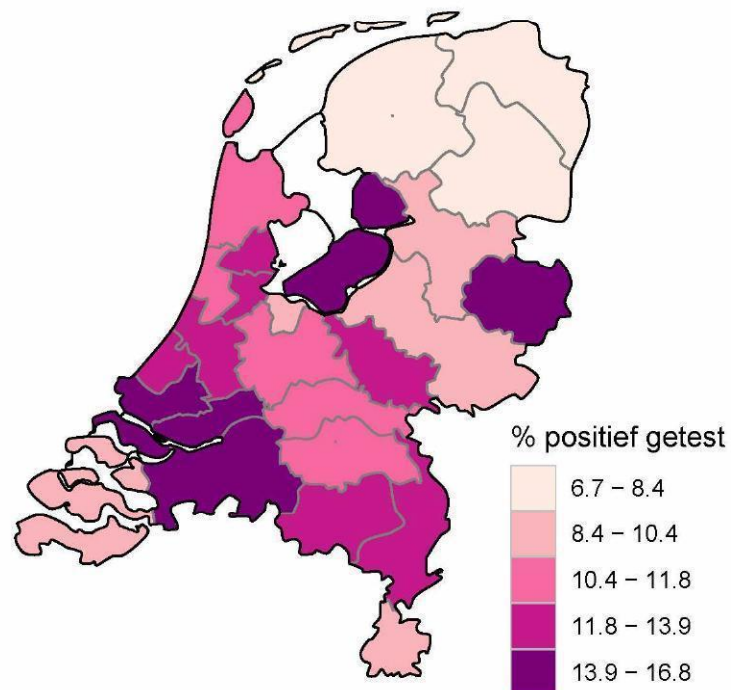 % positief getest
6.7 − 8.4
8.4 − 10.4
10.4 − 11.8
11.8 − 13.9
13.9 − 16.8